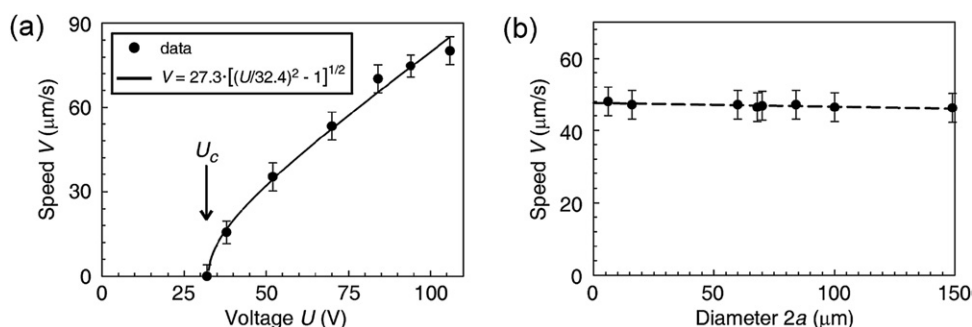 (a)
90
60
30
0
Speed V (μm/s)
data
V = 27.3·[(U/32.4)² - 1]^{1/2}
U_c
0 25 50 75 100
Voltage U (V)
(b)
80
60
40
20
0
Speed V (μm/s)
0 50 100 150
Diameter 2a (μm)